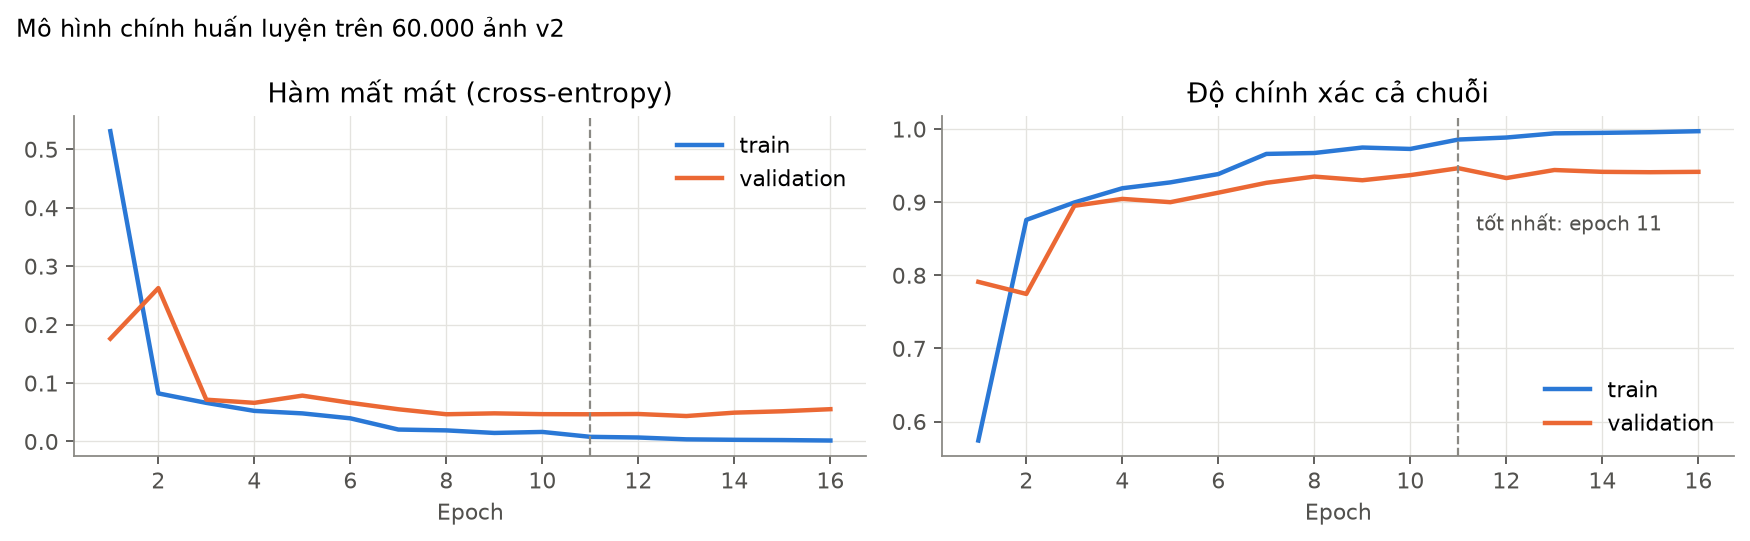 Mô hình chính huấn luyện trên 60.000 ảnh v2
Hàm mất mát (cross-entropy)
0.5
0.4
0.3
0.2
0.1
0.0
train
validation
2 4 6 8 10 12 14 16
Epoch
Độ chính xác cả chuỗi
1.0
0.9
0.8
0.7
0.6
tốt nhất: epoch 11
train
validation
2 4 6 8 10 12 14 16
Epoch